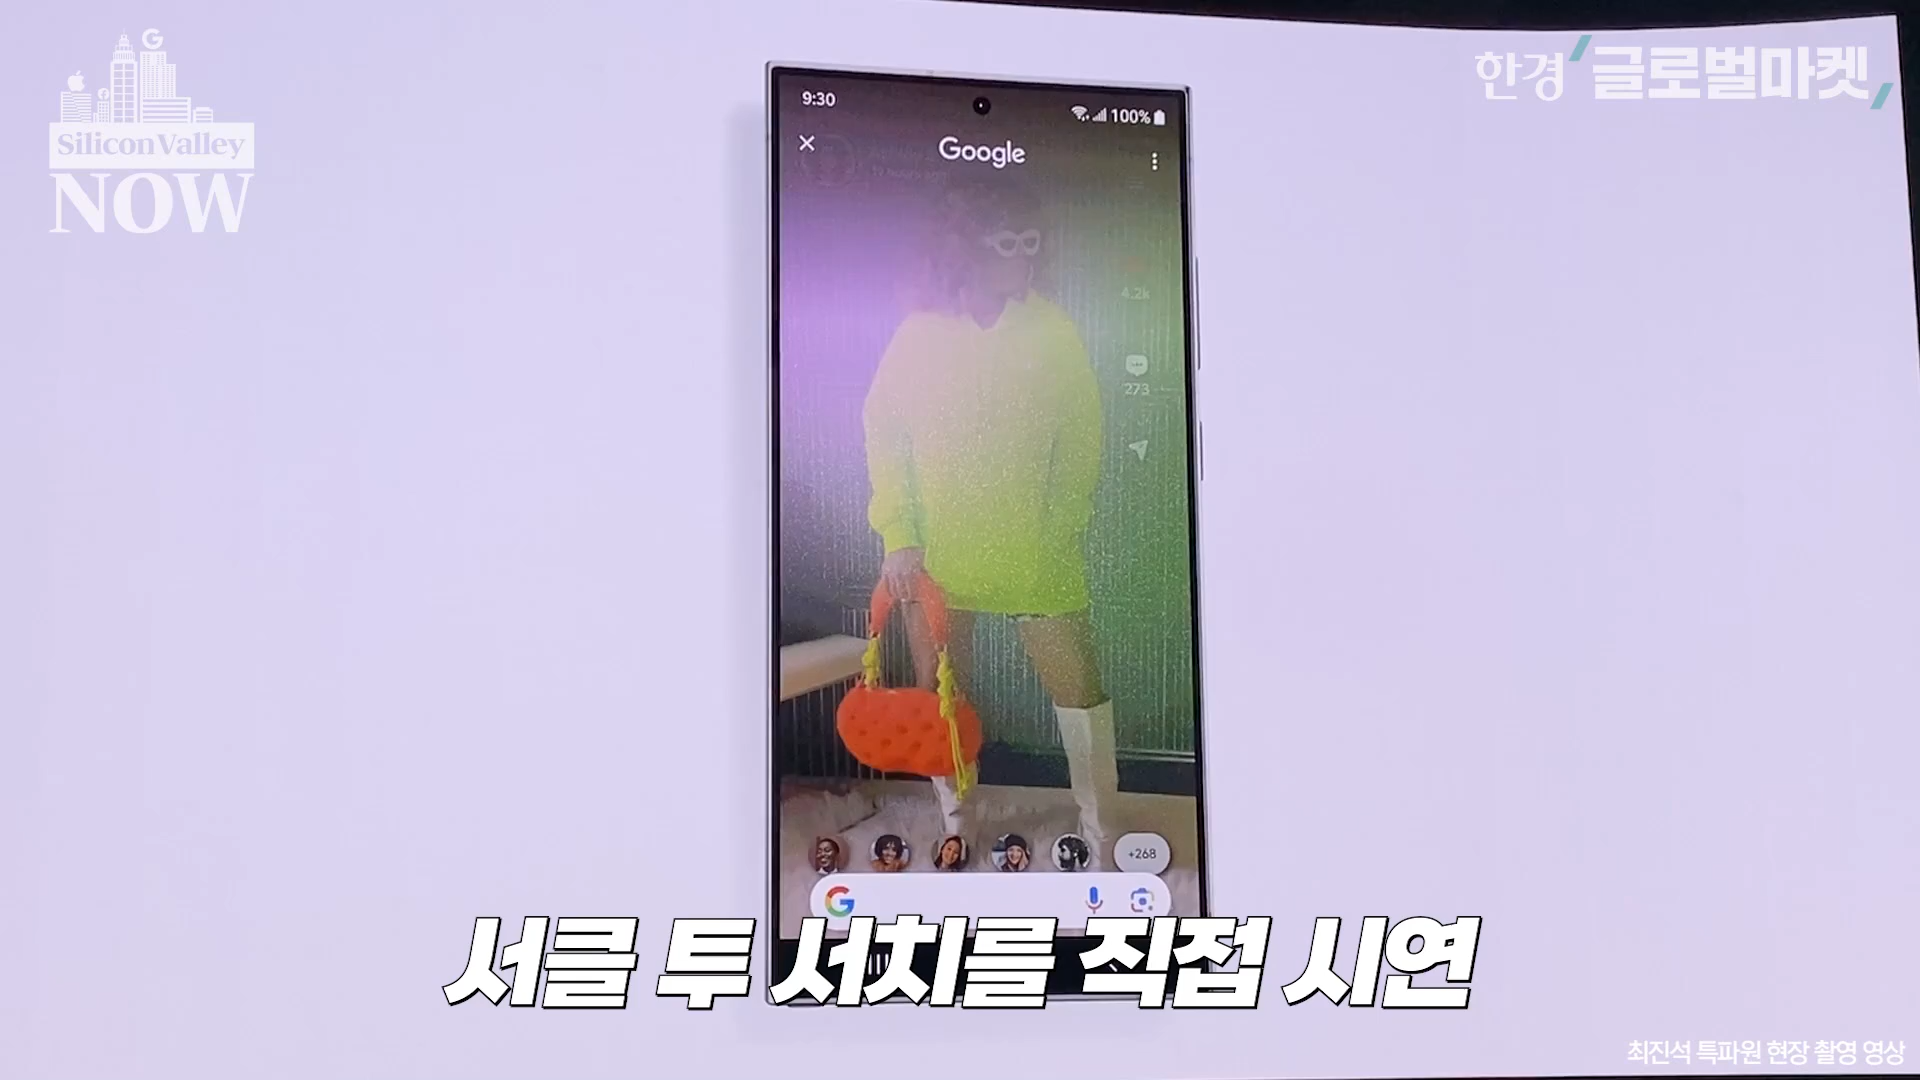 Silicon Valley
NOW
한경 글로벌마켓
9:30
100%
Google
4.2k
273
+268
서클 투 서치를 직접 시연
최진석 특파원 현장 촬영 영상